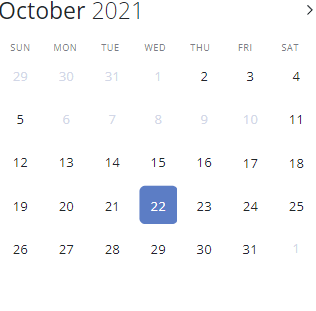 October 2021
SUN MON TUE WED THU FRI SAT
29 30 31 1 2 3 4
5 6 7 8 9 10 11
12 13 14 15 16 17 18
19 20 21 22 23 24 25
26 27 28 29 30 31 1